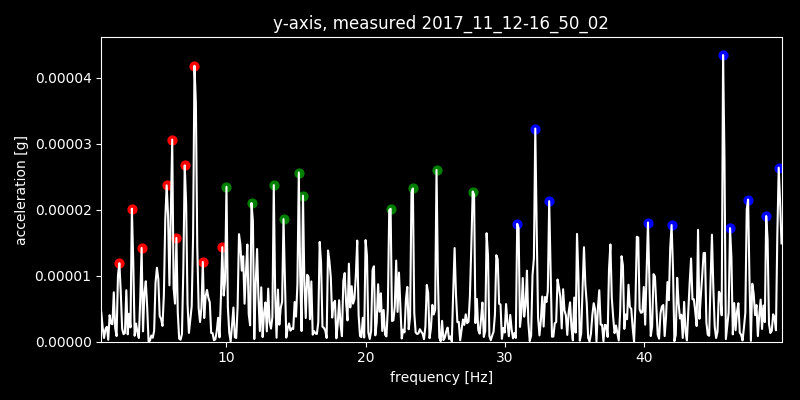 y-axis, measured 2017_11_12-16_50_02
0.00004
0.00003
0.00002
0.00001
0.00000
acceleration [g]
10 20 30 40
frequency [Hz]